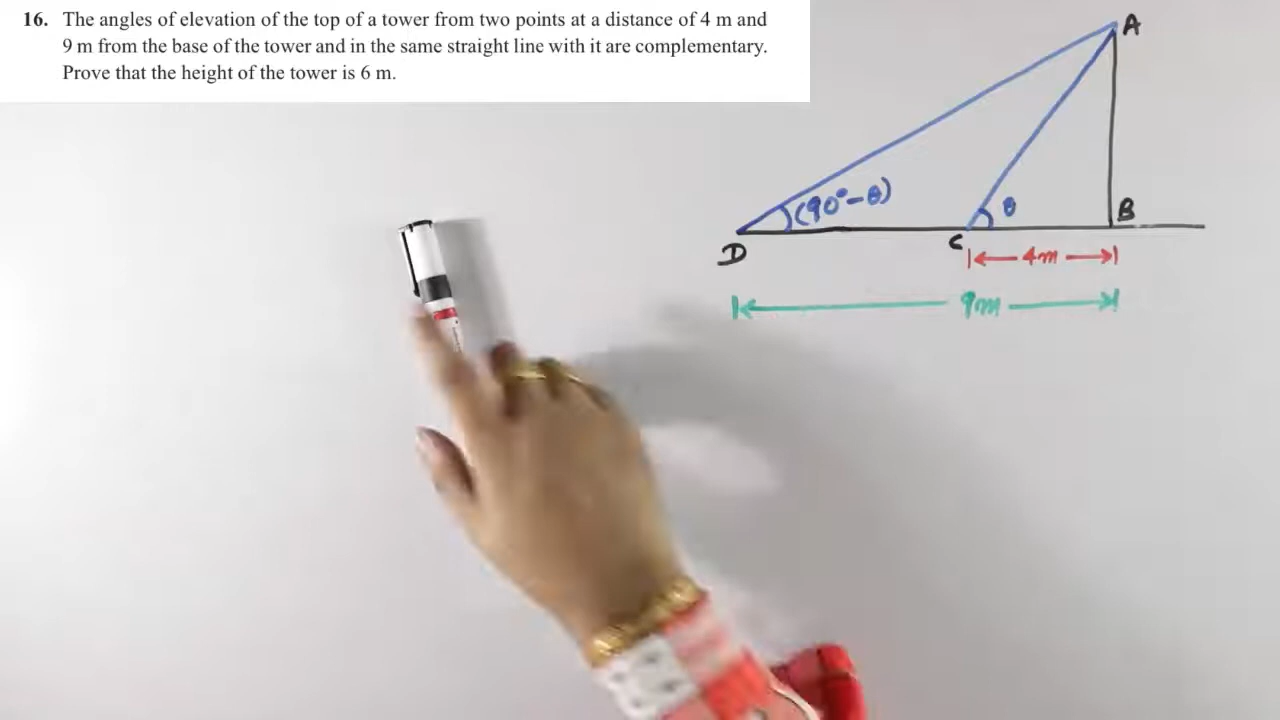 16. The angles of elevation of the top of a tower from two points at a distance of 4 m and
9 m from the base of the tower and in the same straight line with it are complementary.
Prove that the height of the tower is 6 m.
A
(90°-θ)
θ
B
D
C
4m
9m